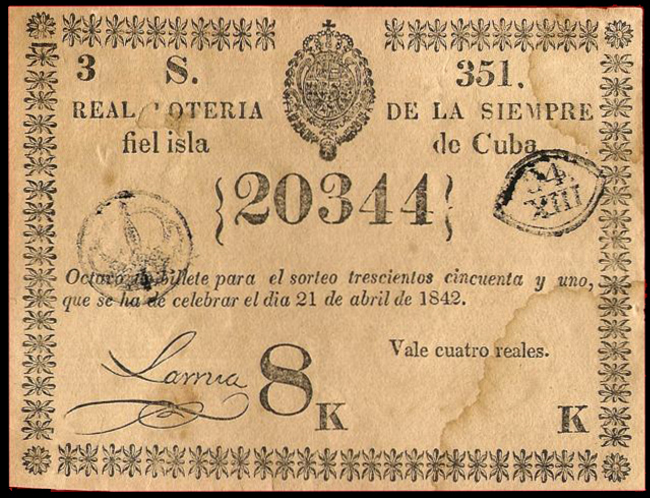 3 S. 351.
REAL LOTERIA DE LA SIEMPRE
fiel isla de Cuba
{20344}
XIII
Octavo de billete para el sorteo trescientos cincuenta y uno,
que se ha de celebrar el dia 21 de abril de 1842.
Vale cuatro reales.
8
K K